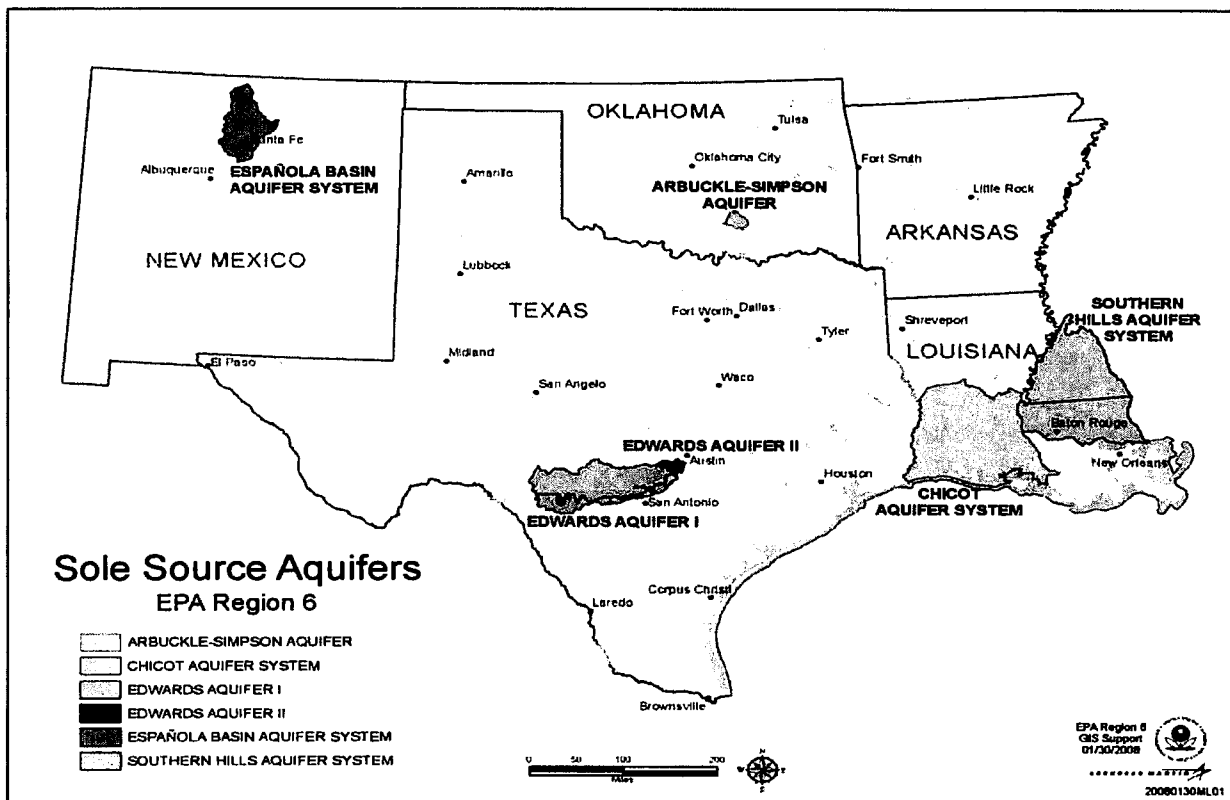 OKLAHOMA
Tulsa
Oklahoma City
Fort Smith
Santa Fe
Albuquerque
ESPAÑOLA BASIN
AQUIFER SYSTEM
Amarillo
ARBUCKLE-SIMPSON
AQUIFER
Little Rock
ARKANSAS
NEW MEXICO
Lubbock
TEXAS
Fort Worth
Dallas
Tyler
Shreveport
SOUTHERN
HILLS AQUIFER
SYSTEM
LOUISIANA
El Paso
Midland
San Angelo
Waco
Baton Rouge
New Orleans
EDWARDS AQUIFER II
Austin
Houston
San Antonio
EDWARDS AQUIFER I
CHICOT
AQUIFER SYSTEM
Corpus Christi
Laredo
Brownsville
Sole Source Aquifers
EPA Region 6
ARBUCKLE-SIMPSON AQUIFER
CHICOT AQUIFER SYSTEM
EDWARDS AQUIFER I
EDWARDS AQUIFER II
ESPAÑOLA BASIN AQUIFER SYSTEM
SOUTHERN HILLS AQUIFER SYSTEM
0 100 200
Miles
N
W E
S
EPA Region 6
GIS Support
01/30/2008
20080130ML01